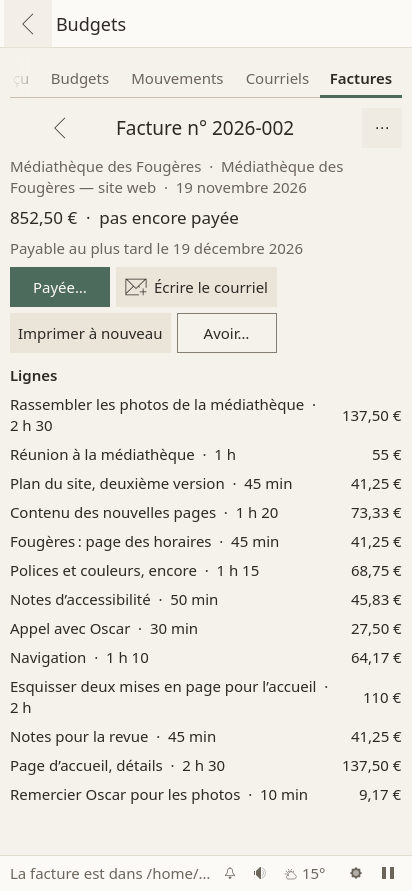 Budgets
çu Budgets Mouvements Courriels Factures
Facture n° 2026-002
...
Médiathèque des Fougères · Médiathèque des
Fougères — site web · 19 novembre 2026
852,50 € · pas encore payée
Payable au plus tard le 19 décembre 2026
Payée… Écrire le courriel
Imprimer à nouveau Avoir…
Lignes
Rassembler les photos de la médiathèque ·
2 h 30 137,50 €
Réunion à la médiathèque · 1 h 55 €
Plan du site, deuxième version · 45 min 41,25 €
Contenu des nouvelles pages · 1 h 20 73,33 €
Fougères : page des horaires · 45 min 41,25 €
Polices et couleurs, encore · 1 h 15 68,75 €
Notes d’accessibilité · 50 min 45,83 €
Appel avec Oscar · 30 min 27,50 €
Navigation · 1 h 10 64,17 €
Esquisser deux mises en page pour l’accueil ·
2 h 110 €
Notes pour la revue · 45 min 41,25 €
Page d’accueil, détails · 2 h 30 137,50 €
Remercier Oscar pour les photos · 10 min 9,17 €
La facture est dans /home/… 15°